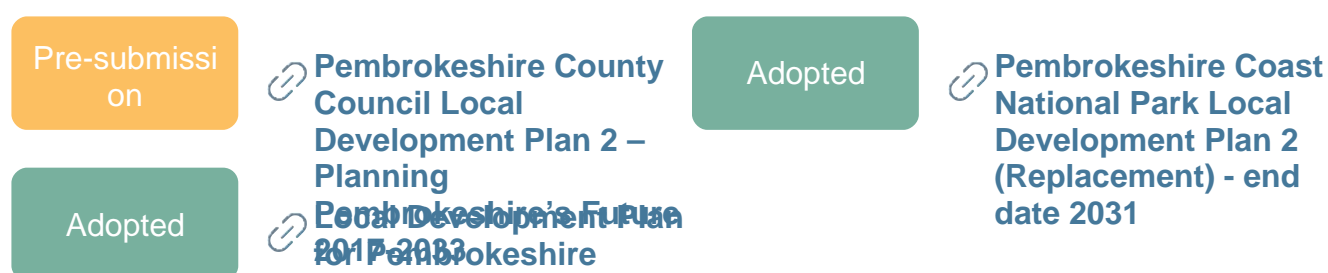 Pre-submissi
on
Pembrokeshire County
Council Local
Development Plan 2 –
Planning
Pembrokeshire's Future
2017-2033
Adopted
Local Development Plan
for Pembrokeshire
Adopted
Pembrokeshire Coast
National Park Local
Development Plan 2
(Replacement) - end
date 2031